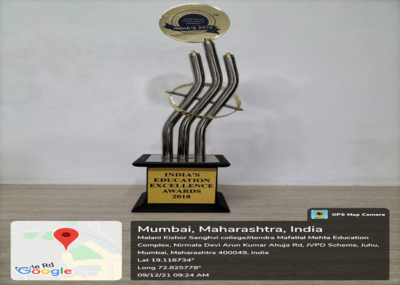 INDIA'S
EDUCATION
EXCELLENCE
AWARDS
2018
GPS Map Camera
Mumbai, Maharashtra, India
Malani Kishor Sanghvi collegeJitendra Mafatlal Mehta Education
Complex, Nirmala Devi Arun Kumar Ahuja Rd, JVPD Scheme, Juhu,
Mumbai, Maharashtra 400049, India
Lat 19.116734°
Long 72.825778°
09/12/21 09:24 AM
Google